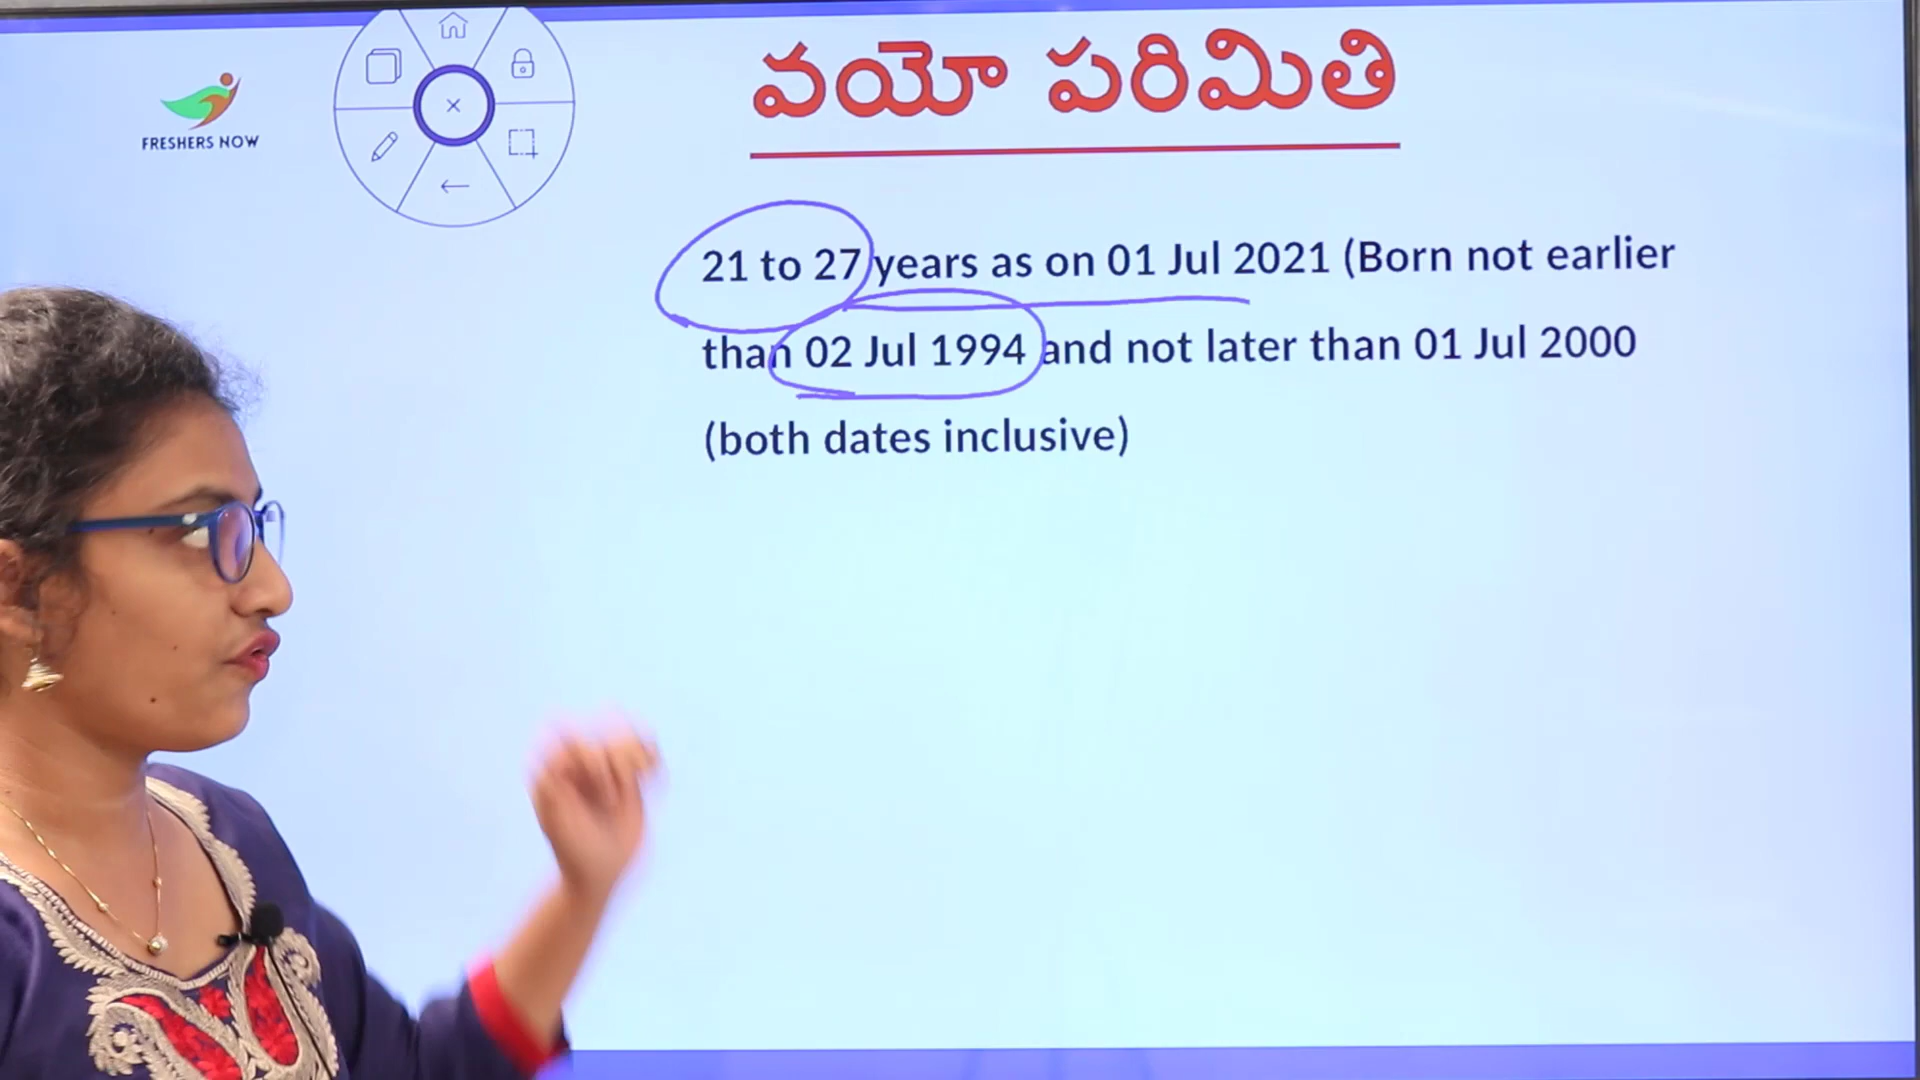 FRESHERS NOW
వయో పరిమితి
21 to 27 years as on 01 Jul 2021 (Born not earlier
than 02 Jul 1994 and not later than 01 Jul 2000
(both dates inclusive)